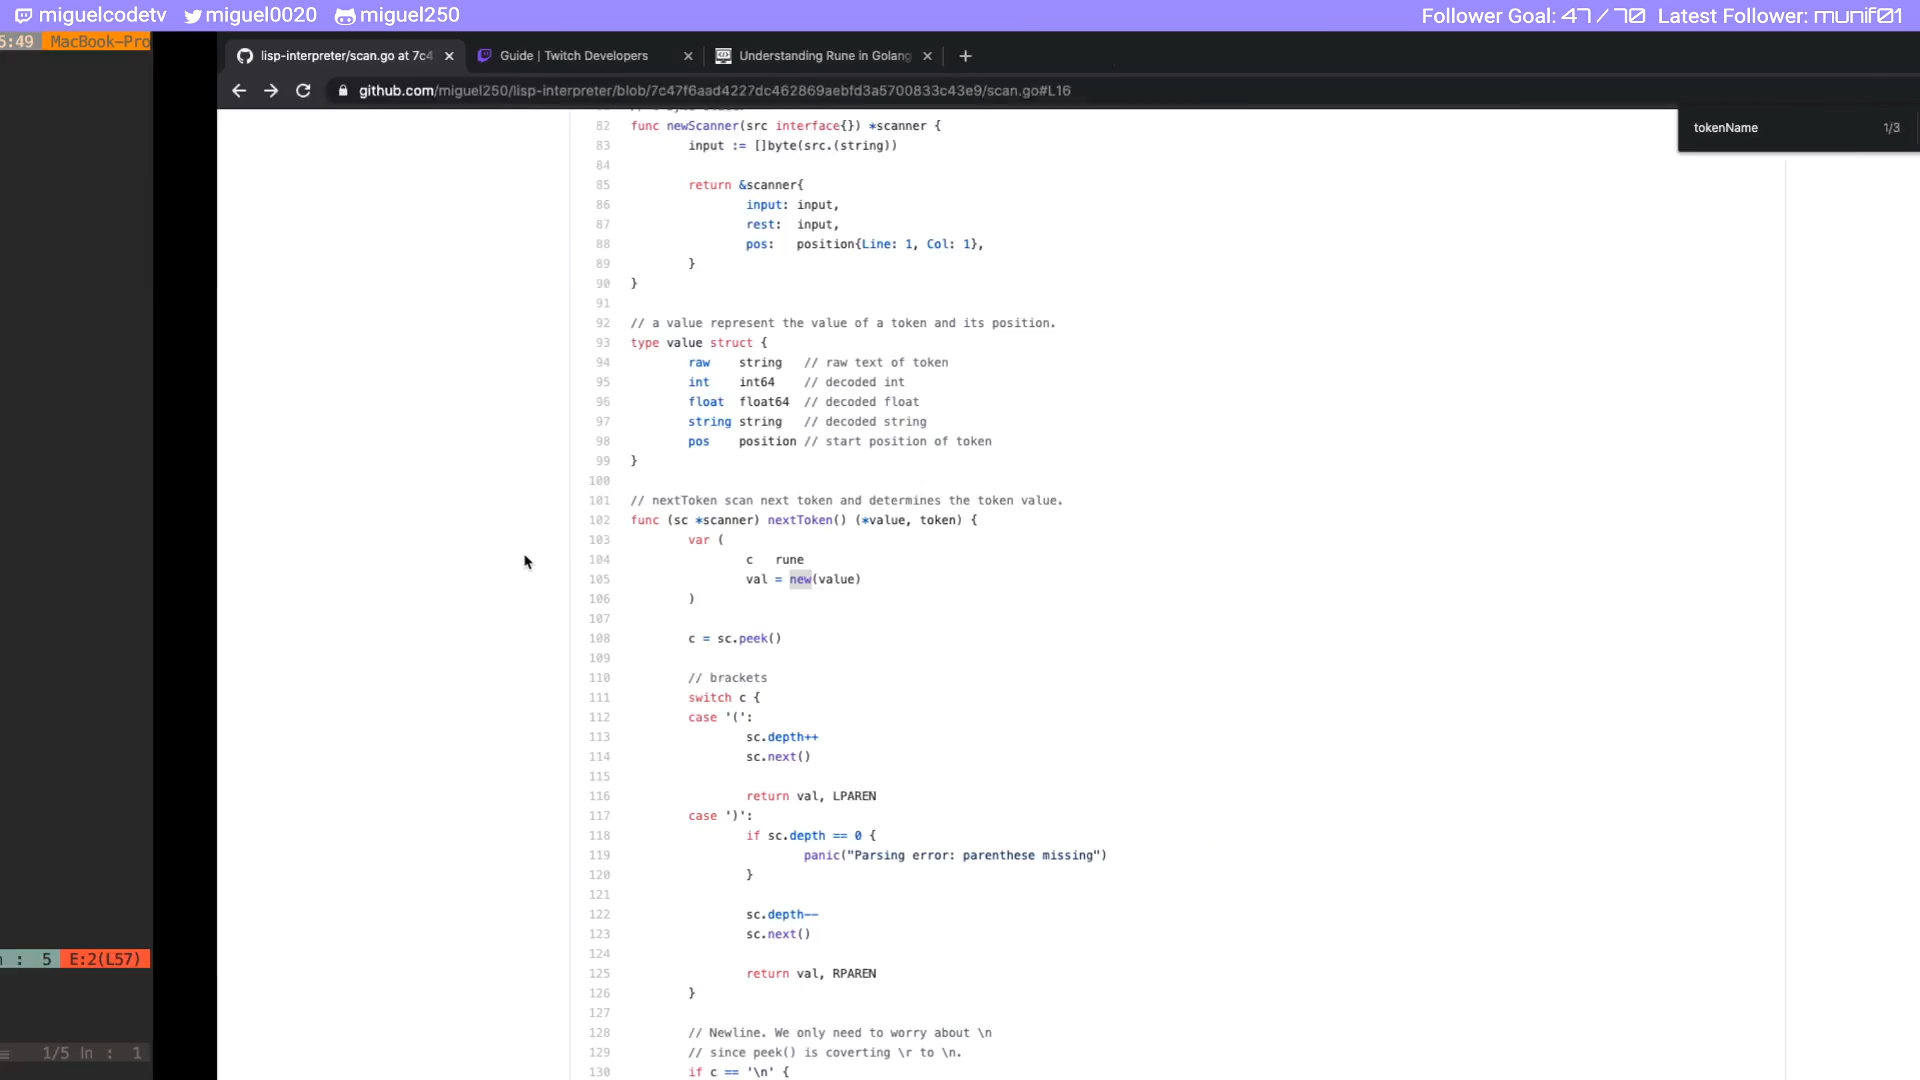 miguelcodetv miguel0020 miguel250 Follower Goal: 47 / 70 Latest Follower: munif01
5:49 MacBook-Pro
lisp-interpreter/scan.go at 7c4 Guide | Twitch Developers Understanding Rune in Golang
github.com/miguel250/lisp-interpreter/blob/7c47f6aad4227dc462869aebfd3a5700833c43e9/scan.go#L16
tokenName 1/3
82 func newScanner(src interface{}) *scanner {
83 input := []byte(src.(string))
84
85 return &scanner{
86 input: input,
87 rest: input,
88 pos: position{Line: 1, Col: 1},
89 }
90 }
91
92 // a value represent the value of a token and its position.
93 type value struct {
94 raw string // raw text of token
95 int int64 // decoded int
96 float float64 // decoded float
97 string string // decoded string
98 pos position // start position of token
99 }
100
101 // nextToken scan next token and determines the token value.
102 func (sc *scanner) nextToken() (*value, token) {
103 var (
104 c rune
105 val = new(value)
106 )
107
108 c = sc.peek()
109
110 // brackets
111 switch c {
112 case '(':
113 sc.depth++
114 sc.next()
115
116 return val, LPAREN
117 case ')':
118 if sc.depth == 0 {
119 panic("Parsing error: parenthese missing")
120 }
121
122 sc.depth--
123 sc.next()
124
125 return val, RPAREN
126 }
127
128 // Newline. We only need to worry about \n
129 // since peek() is coverting \r to \n.
130 if c == '\n' {
: 5 E:2(L57)
1/5 ln : 1